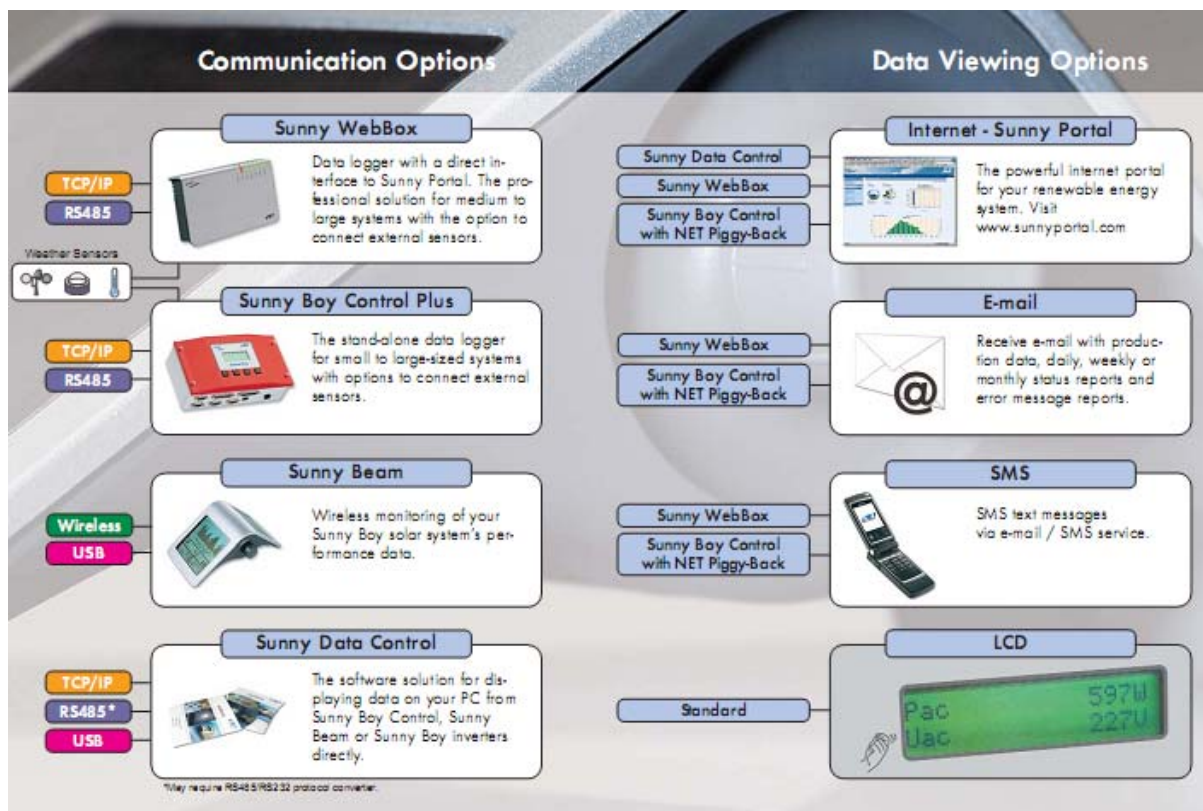 Communication Options
Sunny WebBox
TCP/IP
RS485
Data logger with a direct in-
terface to Sunny Portal. The pro-
fessional solution for medium to
large systems with the option to
connect external sensors.
Weather Sensors
Sunny Boy Control Plus
TCP/IP
RS485
The stand-alone data logger
for small to large-sized systems
with options to connect external
sensors.
Sunny Beam
Wireless
USB
Wireless monitoring of your
Sunny Boy solar system's per-
formance data.
Sunny Data Control
TCP/IP
RS485*
USB
The software solution for dis-
playing data on your PC from
Sunny Boy Control, Sunny
Beam or Sunny Boy inverters
directly.
*May require RS485/RS232 protocol converter.
Data Viewing Options
Internet - Sunny Portal
Sunny Data Control
Sunny WebBox
Sunny Boy Control
with NET Piggy-Back
The powerful internet portal
for your renewable energy
system. Visit
www.sunnyportal.com
E-mail
Sunny WebBox
Sunny Boy Control
with NET Piggy-Back
@
Receive e-mail with produc-
tion data, daily, weekly or
monthly status reports and
error message reports.
SMS
Sunny WebBox
Sunny Boy Control
with NET Piggy-Back
SMS text messages
via e-mail / SMS service.
LCD
Standard
Pac 597W
Uac 227V